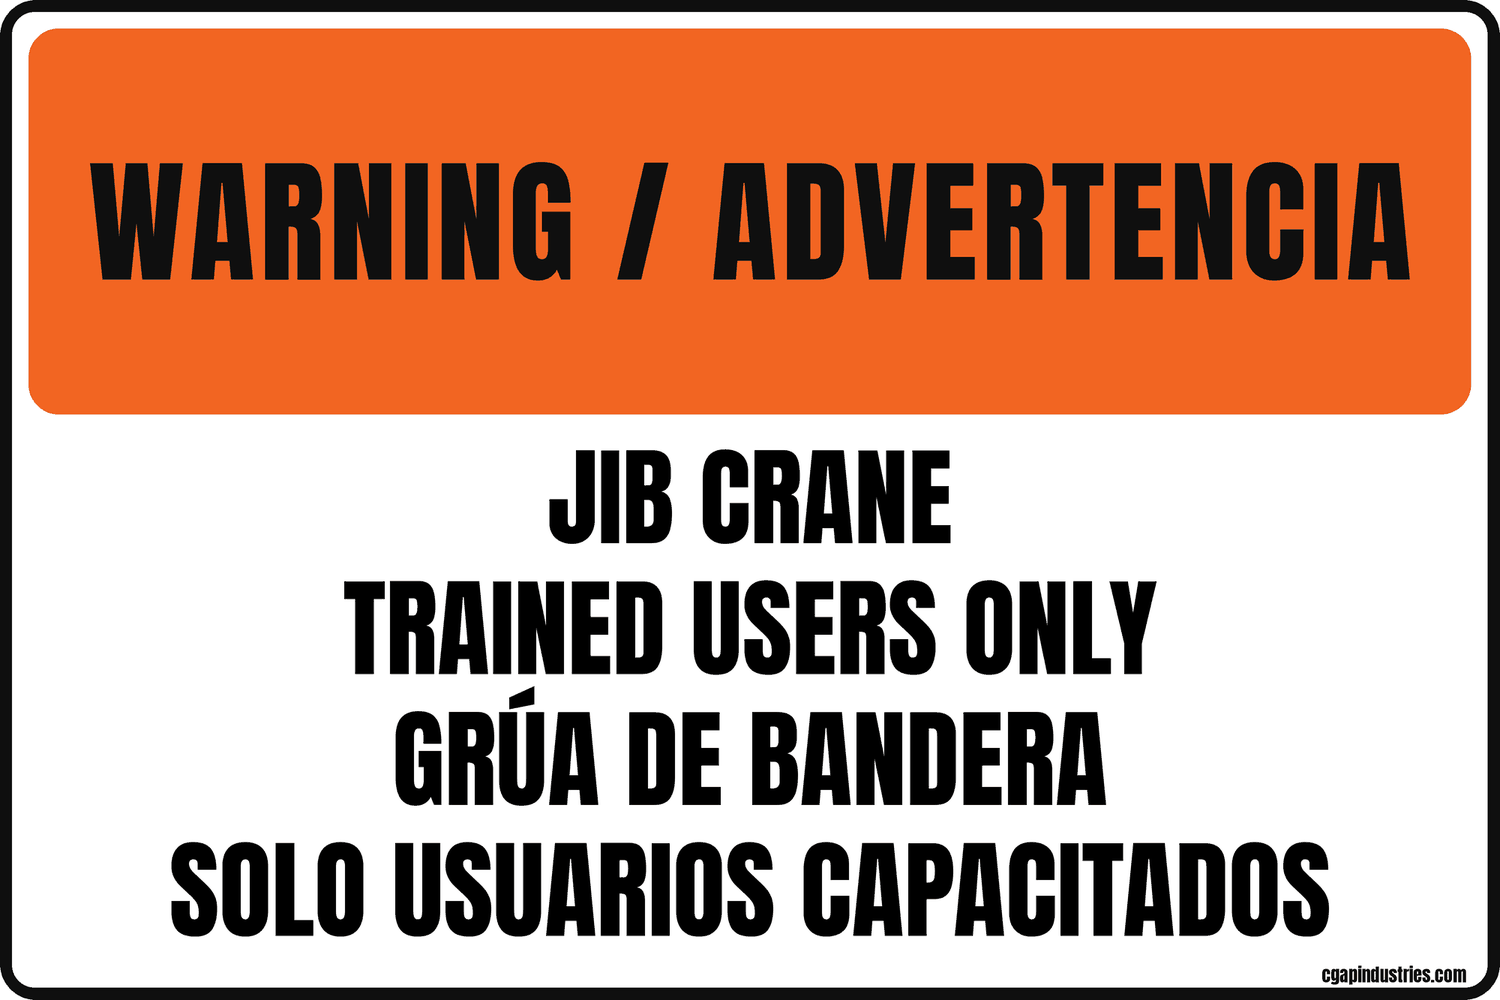 WARNING / ADVERTENCIA
JIB CRANE
TRAINED USERS ONLY
GRÚA DE BANDERA
SOLO USUARIOS CAPACITADOS
cgapindustries.com